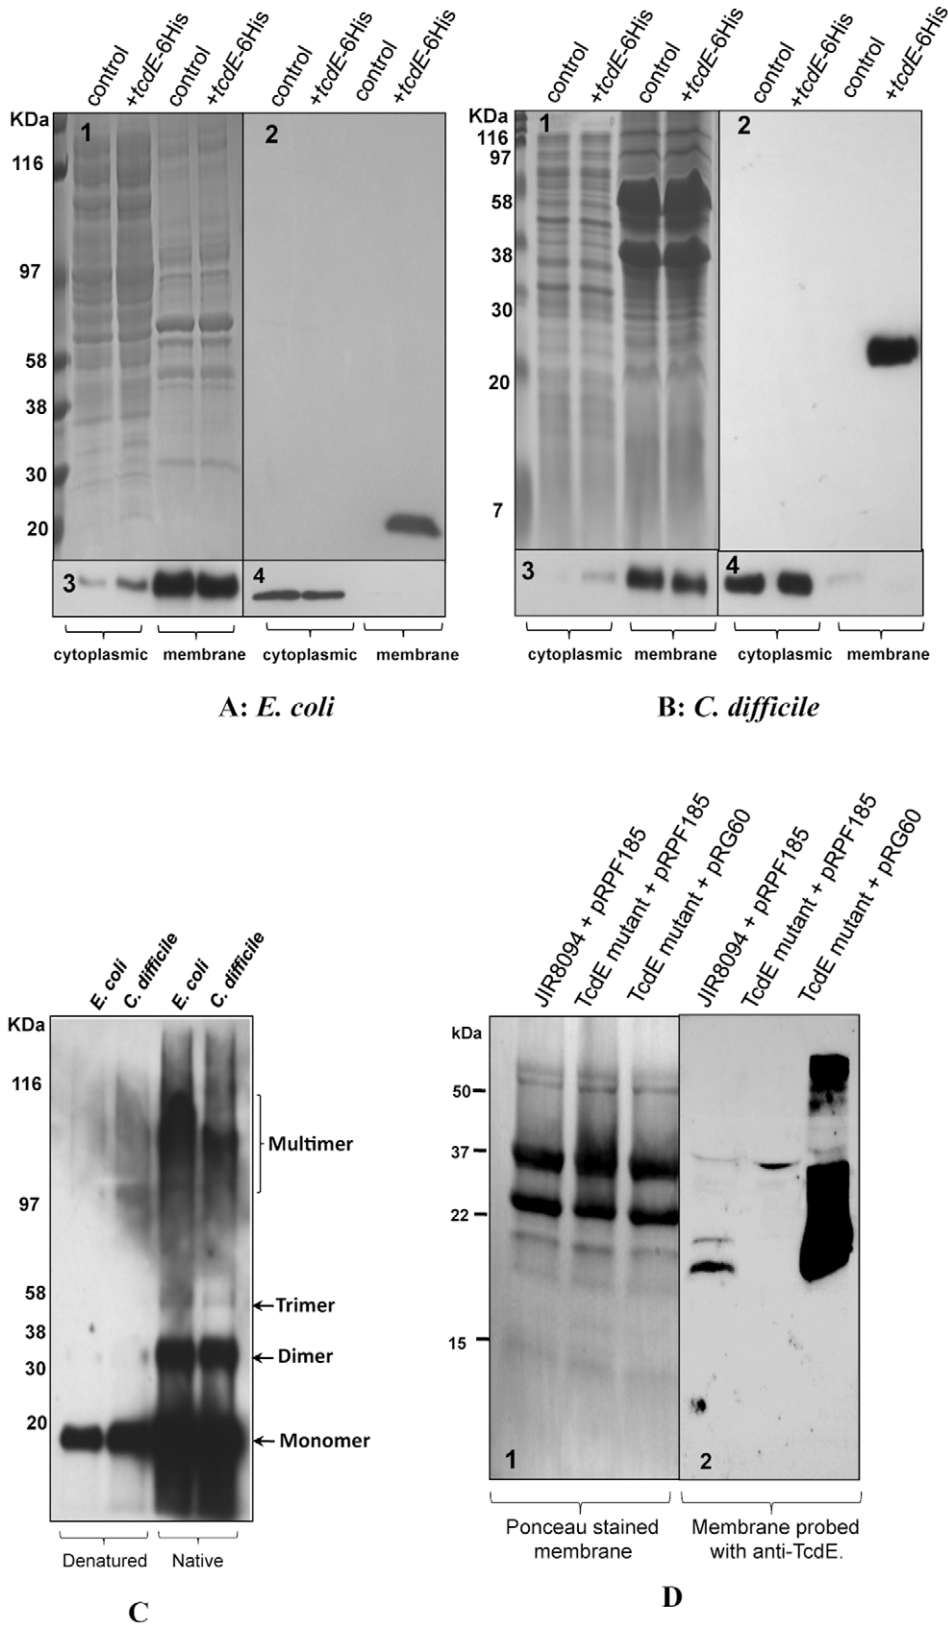 control
+tcdE-6His
control
+tcdE-6His
control
+tcdE-6His
control
+tcdE-6His
KDa
116
97
58
38
30
20
1
2
3
4
cytoplasmic
membrane
cytoplasmic
membrane
A: E. coli
control
+tcdE-6His
control
+tcdE-6His
control
+tcdE-6His
control
+tcdE-6His
KDa
116
97
58
38
30
20
7
1
2
3
4
cytoplasmic
membrane
cytoplasmic
membrane
B: C. difficile
E. coli
C. difficile
E. coli
C. difficile
KDa
116
97
58
38
30
20
Multimer
Trimer
Dimer
Monomer
Denatured
Native
C
JIR8094 + pRPF185
TcdE mutant + pRPF185
TcdE mutant + pRG60
JIR8094 + pRPF185
TcdE mutant + pRPF185
TcdE mutant + pRG60
kDa
50
37
22
15
1
2
Ponceau stained
membrane
Membrane probed
with anti-TcdE.
D